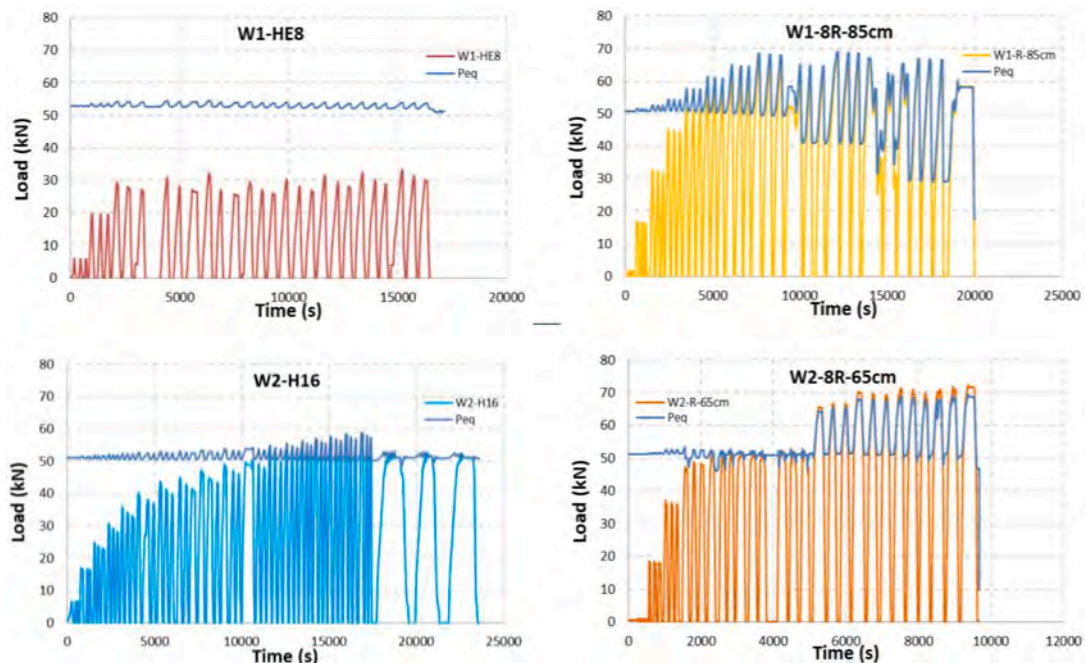 W1-HE8
W1-HE8
Peq
Load (kN)
80
70
60
50
40
30
20
10
0
0 5000 10000 15000 20000
Time (s)
W1-8R-85cm
W1-R-85cm
Peq
Load (kN)
80
70
60
50
40
30
20
10
0
0 5000 10000 15000 20000 25000
Time (s)
W2-H16
W2-H16
Peq
Load (kN)
80
70
60
50
40
30
20
10
0
0 5000 10000 15000 20000 25000
Time (s)
W2-8R-65cm
W2-R-65cm
Peq
Load (kN)
80
70
60
50
40
30
20
10
0
0 2000 4000 6000 8000 10000 12000
Time (s)